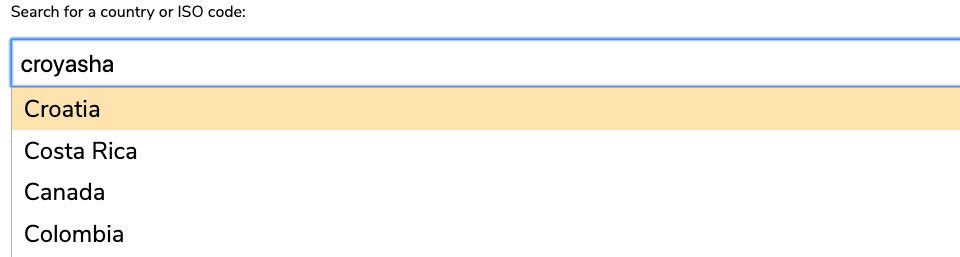 Search for a country or ISO code:
croyasha
Croatia
Costa Rica
Canada
Colombia